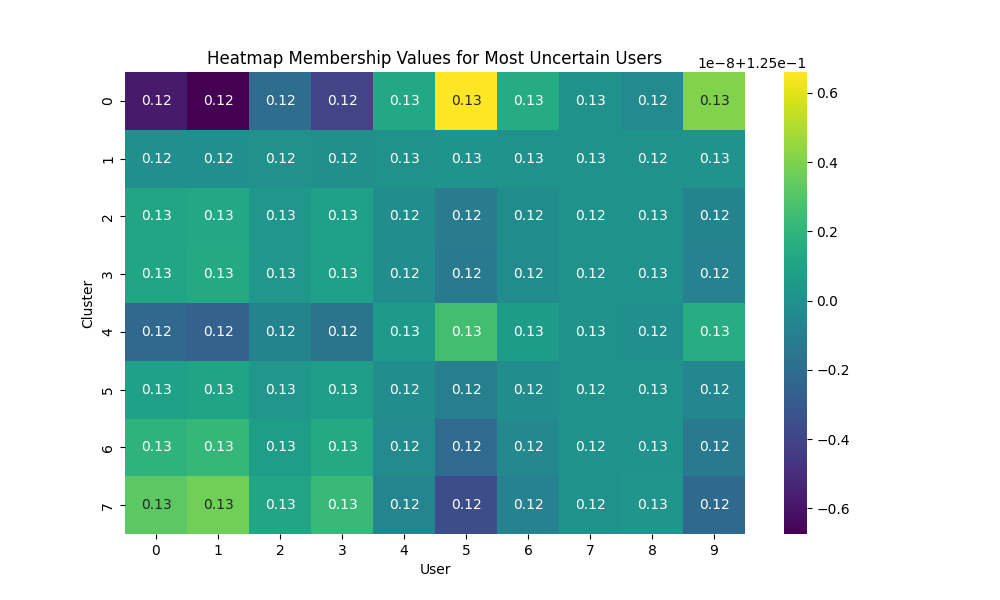 Heatmap Membership Values for Most Uncertain Users
1e−8+1.25e−1
0 0.12 0.12 0.12 0.12 0.13 0.13 0.13 0.13 0.12 0.13
1 0.12 0.12 0.12 0.12 0.13 0.13 0.13 0.13 0.12 0.13
2 0.13 0.13 0.13 0.13 0.12 0.12 0.12 0.12 0.13 0.12
3 0.13 0.13 0.13 0.13 0.12 0.12 0.12 0.12 0.13 0.12
4 0.12 0.12 0.12 0.12 0.13 0.13 0.13 0.13 0.12 0.13
5 0.13 0.13 0.13 0.13 0.12 0.12 0.12 0.12 0.13 0.12
6 0.13 0.13 0.13 0.13 0.12 0.12 0.12 0.12 0.13 0.12
7 0.13 0.13 0.13 0.13 0.12 0.12 0.12 0.12 0.13 0.12
Cluster
0 1 2 3 4 5 6 7 8 9
User
0.6
0.4
0.2
0.0
−0.2
−0.4
−0.6